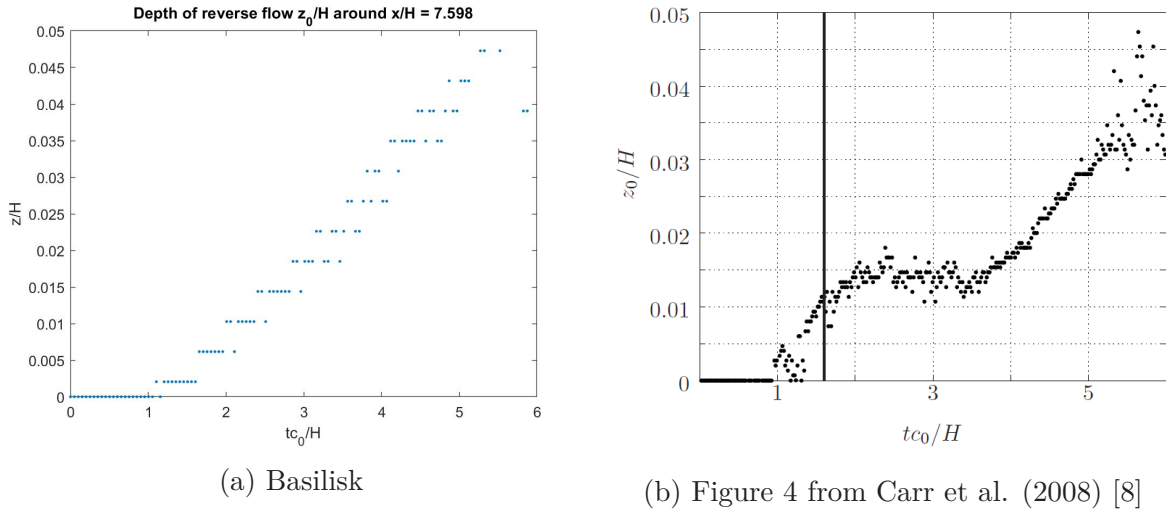 Depth of reverse flow z0/H around x/H = 7.598
0.05
0.045
0.04
0.035
0.03
0.025
0.02
0.015
0.01
0.005
0
z/H
0 1 2 3 4 5 6
tc0/H
(a) Basilisk
0.05
0.04
0.03
0.02
0.01
0
z0/H
1 3 5
tc0/H
(b) Figure 4 from Carr et al. (2008) [8]